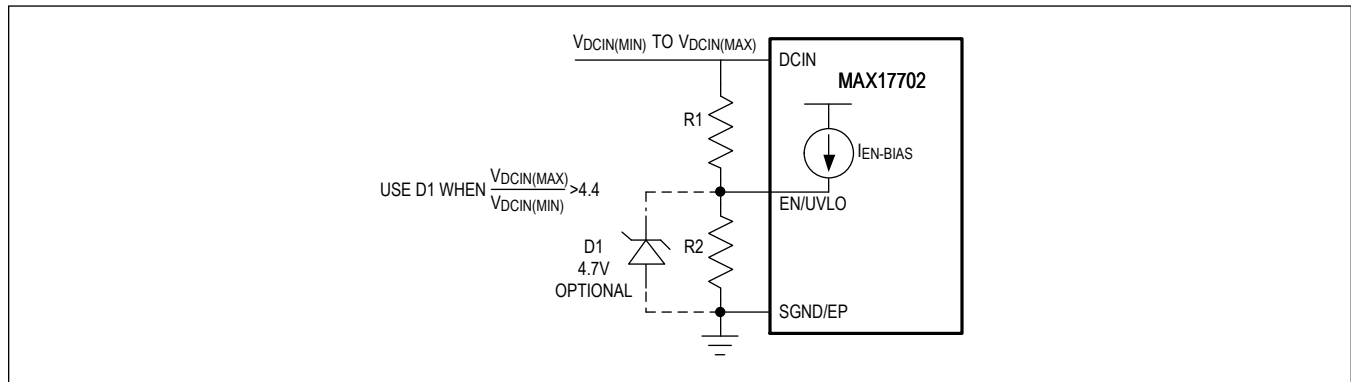 VDCIN(MIN) TO VDCIN(MAX)
DCIN
MAX17702
R1
IEN-BIAS
USE D1 WHEN VDCIN(MAX)/VDCIN(MIN) >4.4
EN/UVLO
D1
4.7V
OPTIONAL
R2
SGND/EP